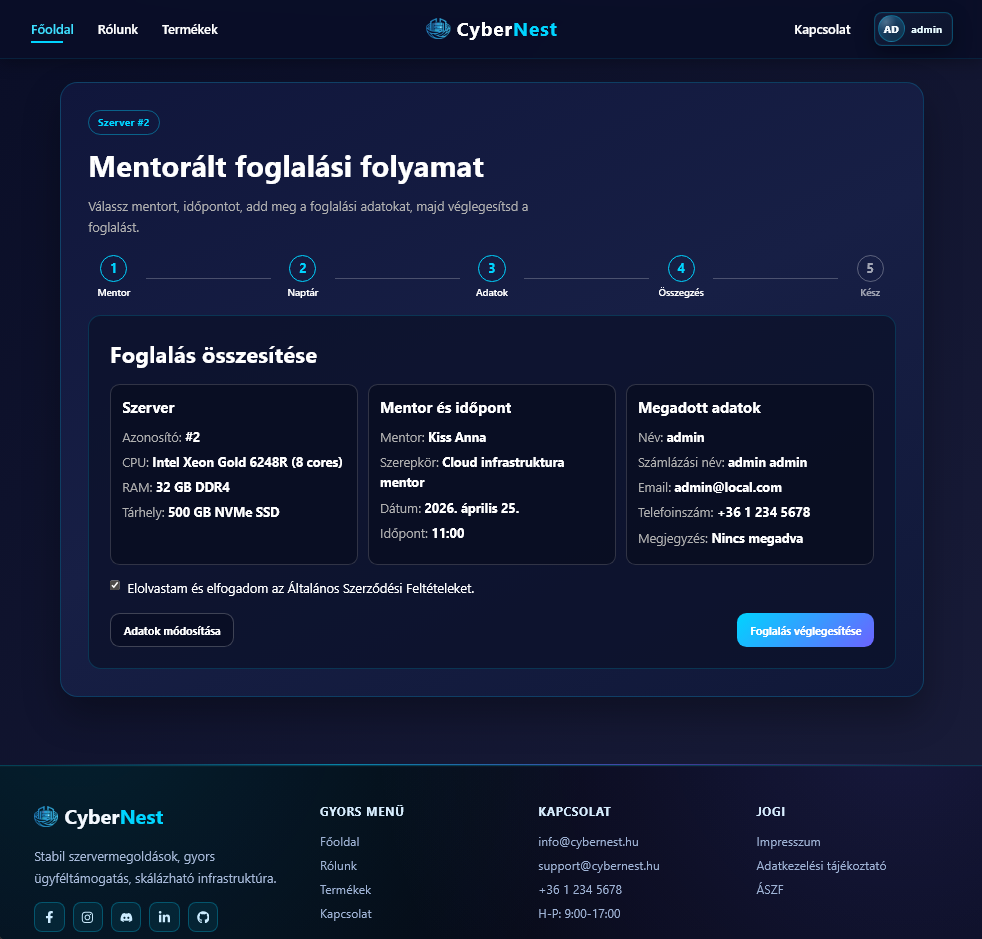 Főoldal Rólunk Termékek CyberNest Kapcsolat AD admin
Szerver #2
Mentorált foglalási folyamat
Válassz mentort, időpontot, add meg a foglalási adatokat, majd véglegesítsd a
foglalást.
1 2 3 4 5
Mentor Naptár Adatok Összegzés Kész
Foglalás összesítése
Szerver
Azonosító: #2
CPU: Intel Xeon Gold 6248R (8 cores)
RAM: 32 GB DDR4
Tárhely: 500 GB NVMe SSD
Mentor és időpont
Mentor: Kiss Anna
Szerepkör: Cloud infrastruktura
mentor
Dátum: 2026. április 25.
Időpont: 11:00
Megadott adatok
Név: admin
Számlázási név: admin admin
Email: admin@local.com
Telefoinszám: +36 1 234 5678
Megjegyzés: Nincs megadva
Elolvastam és elfogadom az Általános Szerződési Feltételeket.
Adatok módosítása
Foglalás véglegesítése
CyberNest
Stabil szervermegoldások, gyors
ügyféltámogatás, skálázható infrastruktúra.
GYORS MENÜ
Főoldal
Rólunk
Termékek
Kapcsolat
KAPCSOLAT
info@cybernest.hu
support@cybernest.hu
+36 1 234 5678
H-P: 9:00-17:00
JOGI
Impresszum
Adatkezelési tájékoztató
ÁSZF